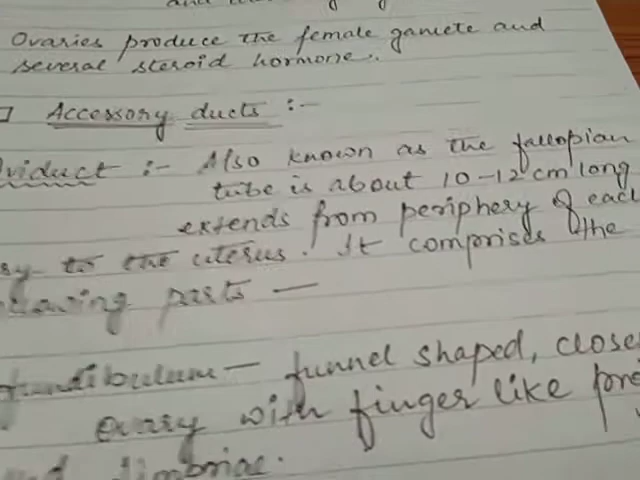 Ovaries produce the female gamete and
several steroid hormone.
Accessory ducts :-
viduct :- Also known as the fallopian
tube is about 10-12 cm long
extends from periphery of each
to the uterus. It comprises the
parts —
funnel shaped, close
ovary with finger like